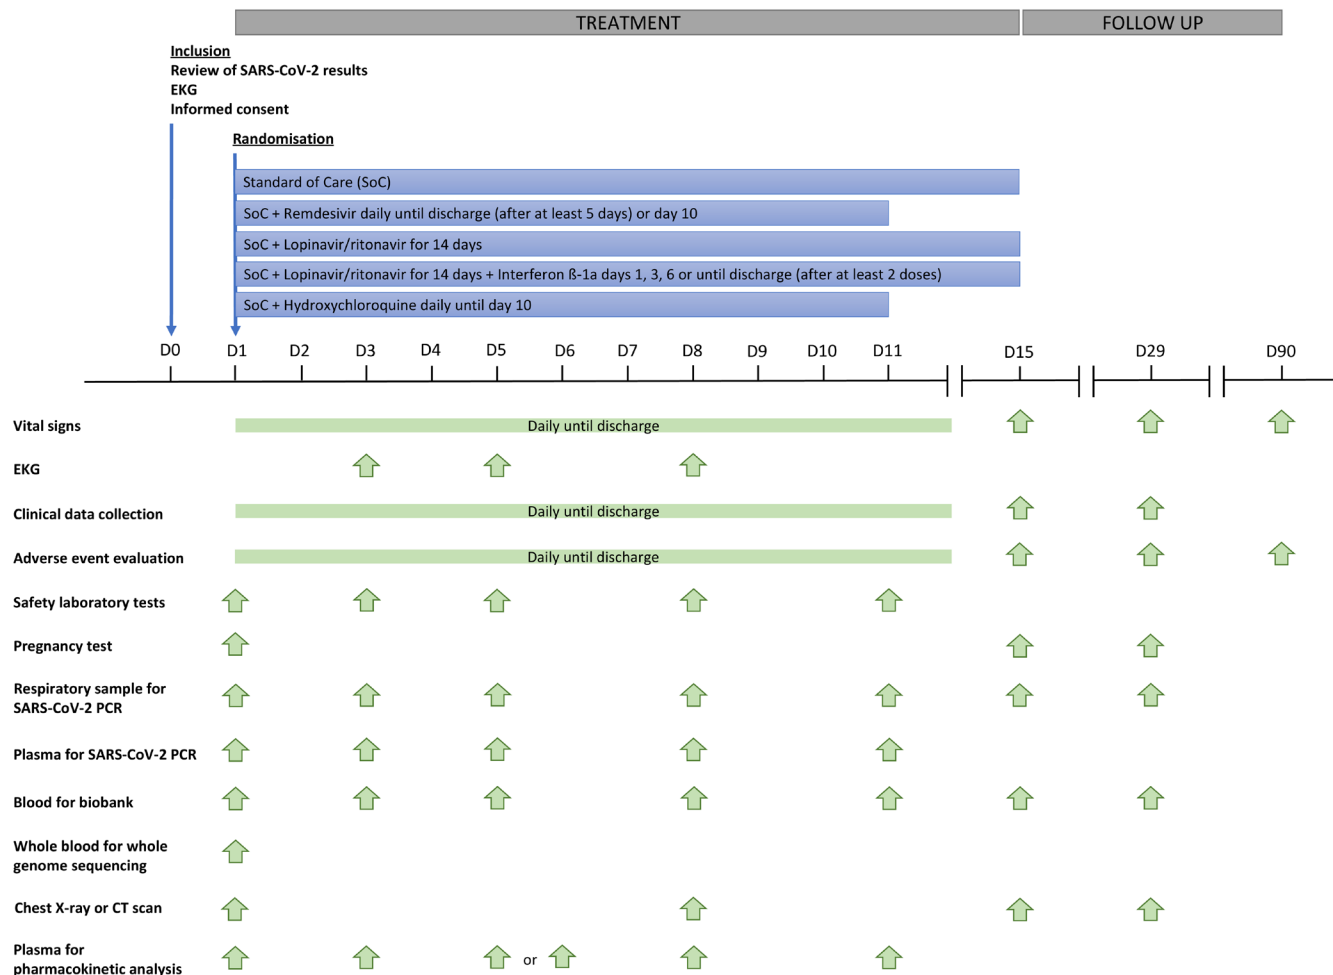 TREATMENT
FOLLOW UP
Inclusion
Review of SARS-CoV-2 results
EKG
Informed consent
Randomisation
Standard of Care (SoC)
SoC + Remdesivir daily until discharge (after at least 5 days) or day 10
SoC + Lopinavir/ritonavir for 14 days
SoC + Lopinavir/ritonavir for 14 days + Interferon ß-1a days 1, 3, 6 or until discharge (after at least 2 doses)
SoC + Hydroxychloroquine daily until day 10
D0 D1 D2 D3 D4 D5 D6 D7 D8 D9 D10 D11 D15 D29 D90
Vital signs
Daily until discharge
EKG
Clinical data collection
Daily until discharge
Adverse event evaluation
Daily until discharge
Safety laboratory tests
Pregnancy test
Respiratory sample for
SARS-CoV-2 PCR
Plasma for SARS-CoV-2 PCR
Blood for biobank
Whole blood for whole
genome sequencing
Chest X-ray or CT scan
Plasma for
pharmacokinetic analysis
or